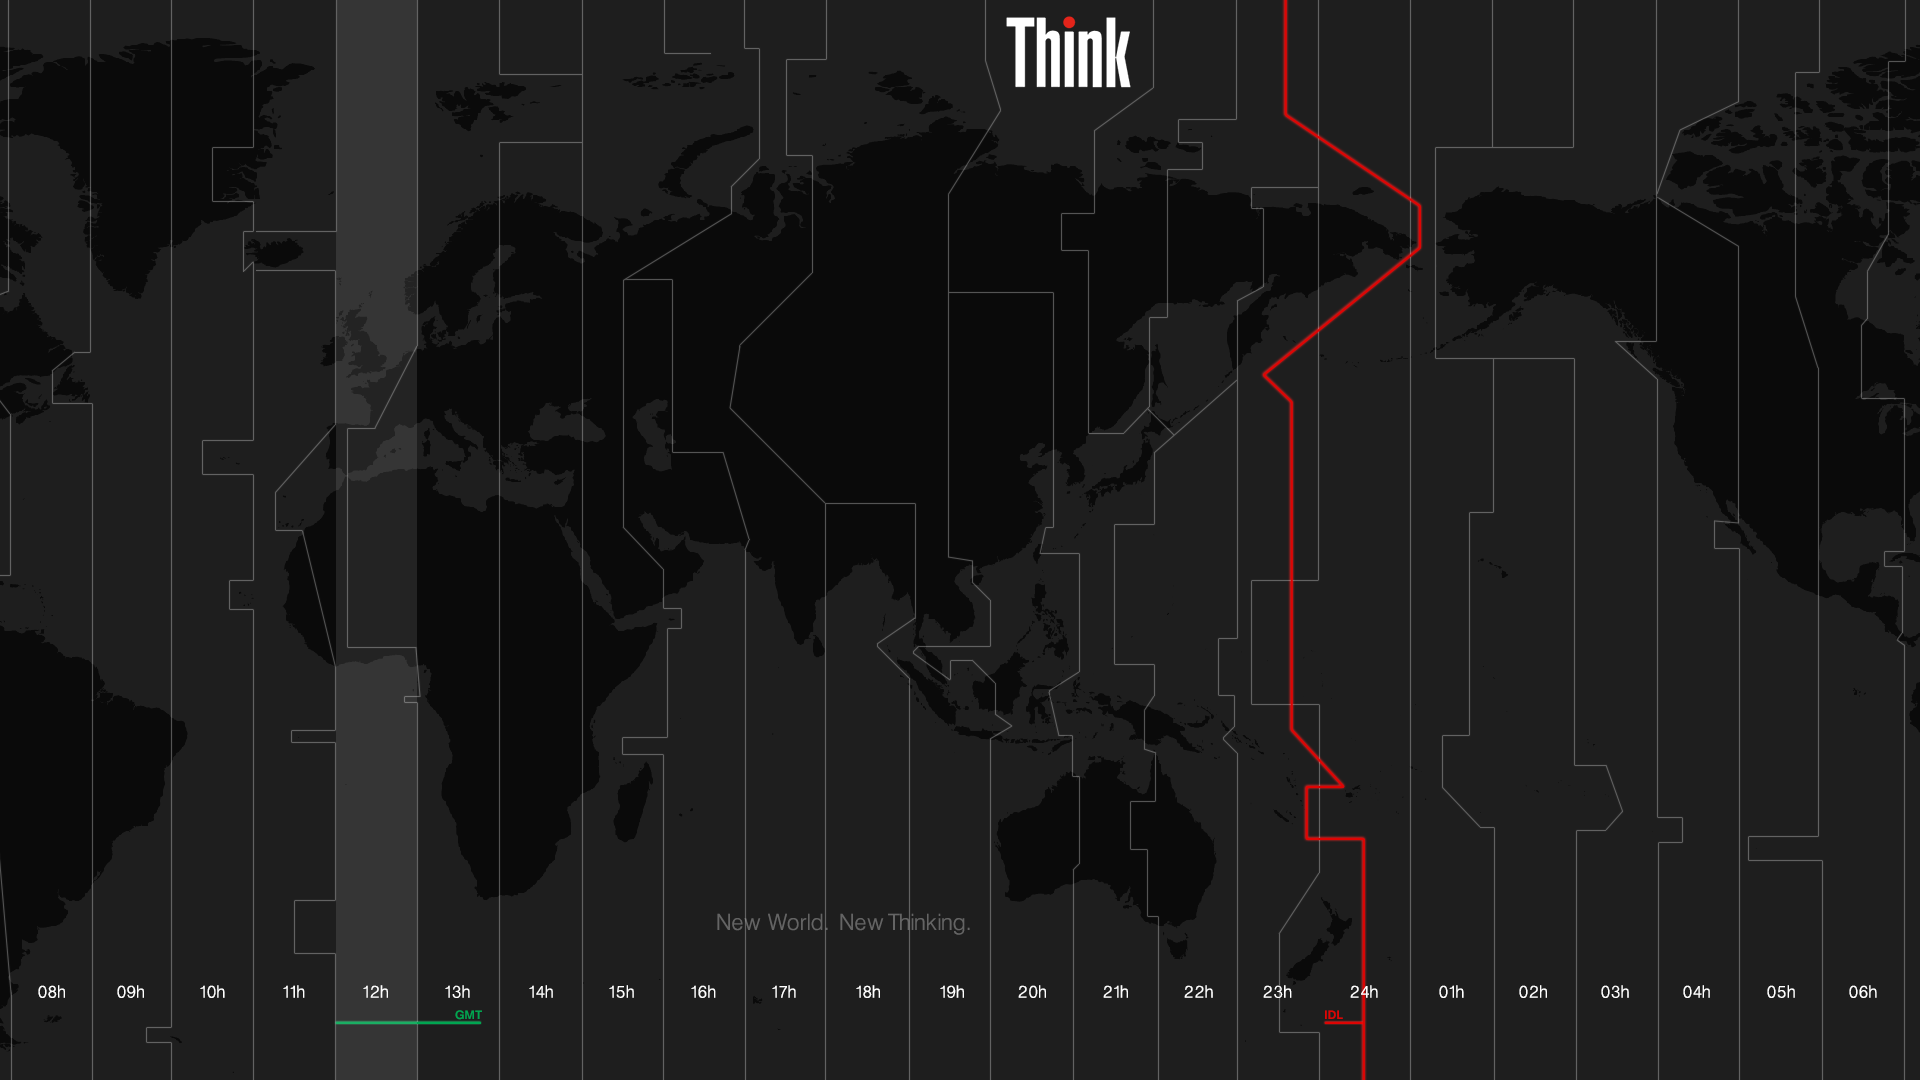 Think
New World. New Thinking.
08h 09h 10h 11h 12h 13h 14h 15h 16h 17h 18h 19h 20h 21h 22h 23h 24h 01h 02h 03h 04h 05h 06h
GMT IDL